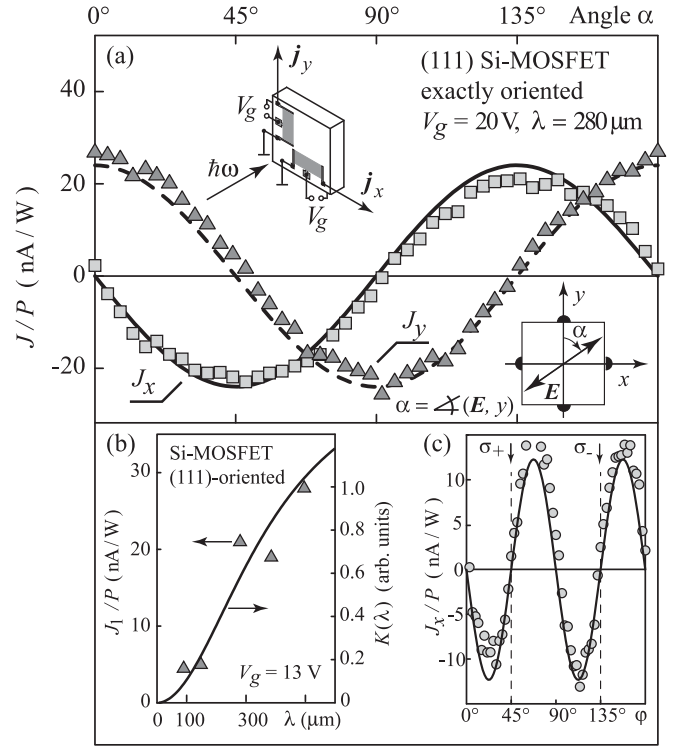 0° 45° 90° 135° Angle α
(a)
(111) Si-MOSFET
exactly oriented
V_g = 20 V, λ = 280 μm
j_y
V_g
ħω
j_x
V_g
40
20
0
-20
J / P ( nA / W )
J_x
J_y
α = ∡ (E, y)
y
α
x
E
(b)
Si-MOSFET
(111)-oriented
V_g = 13 V
30
20
10
0
J_1 / P ( nA / W )
1.0
0.8
0.6
0.4
0.2
0
K(λ) (arb. units)
0 100 300 λ (μm)
(c)
σ+ σ-
10
5
0
-5
-10
J_x / P ( nA / W )
0° 45° 90° 135° φ